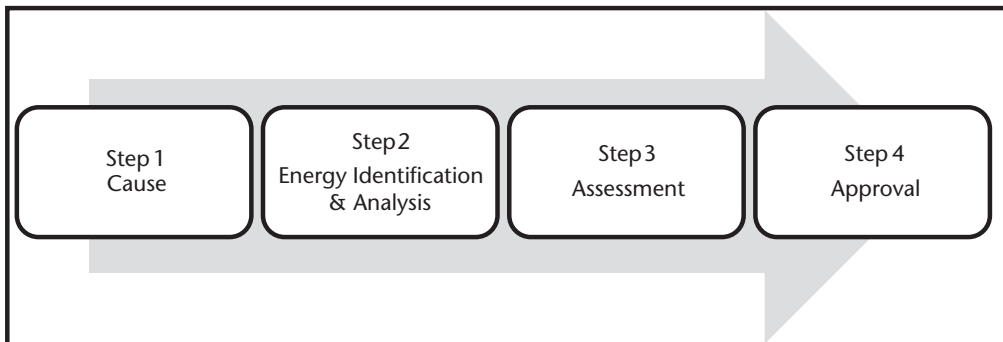 Step 1
Cause
Step 2
Energy Identification
& Analysis
Step 3
Assessment
Step 4
Approval